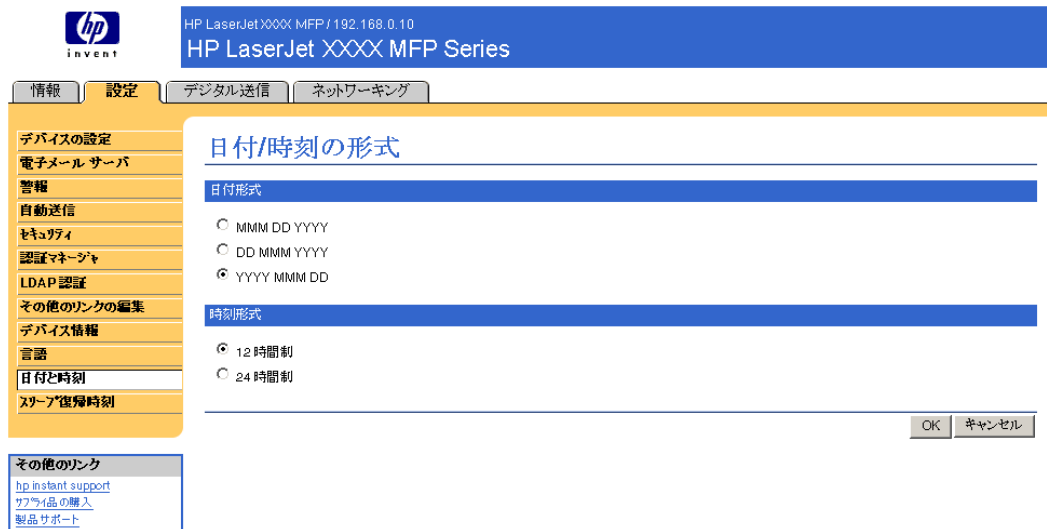 hp
invent
HP LaserJet XXXX MFP / 192.168.0.10
HP LaserJet XXXX MFP Series
情報
設定
デジタル送信
ネットワーキング
デバイスの設定
電子メール サーバ
警報
自動送信
セキュリティ
認証マネージャ
LDAP 認証
その他のリンクの編集
デバイス情報
言語
日付と時刻
スリープ復帰時刻
その他のリンク
hp instant support
サプライ品の購入
製品サポート
日付/時刻の形式
日付形式
MMM DD YYYY
DD MMM YYYY
YYYY MMM DD
時刻形式
12 時間制
24 時間制
OK
キャンセル